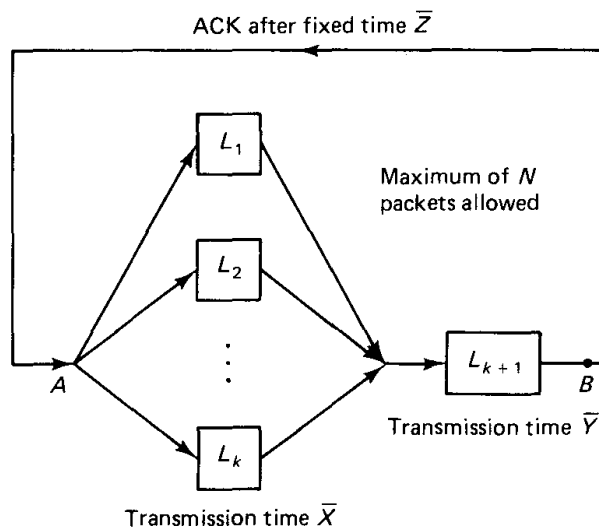 ACK after fixed time Z̅
L₁
Maximum of N
packets allowed
L₂
⋮
Lₖ₊₁
A
B
Transmission time Y̅
Lₖ
Transmission time X̅